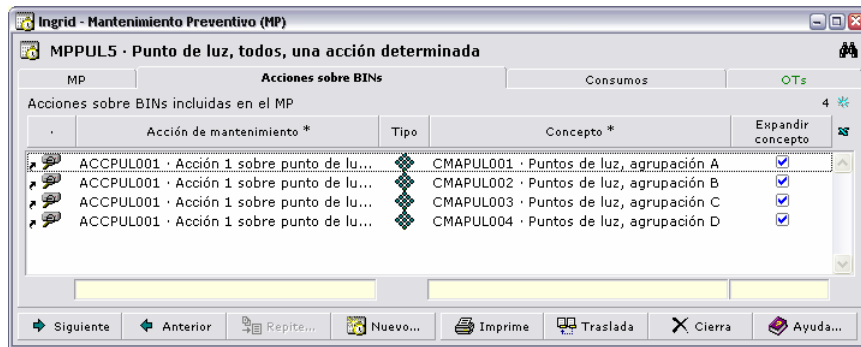 Ingrid - Mantenimiento Preventivo (MP)
MPPUL5 · Punto de luz, todos, una acción determinada
MP Acciones sobre BINs Consumos OTs
Acciones sobre BINs incluidas en el MP 4
· Acción de mantenimiento * Tipo Concepto * Expandir concepto
ACCPUL001 · Acción 1 sobre punto de lu... CMAPUL001 · Puntos de luz, agrupación A
ACCPUL001 · Acción 1 sobre punto de lu... CMAPUL002 · Puntos de luz, agrupación B
ACCPUL001 · Acción 1 sobre punto de lu... CMAPUL003 · Puntos de luz, agrupación C
ACCPUL001 · Acción 1 sobre punto de lu... CMAPUL004 · Puntos de luz, agrupación D
Siguiente Anterior Repite... Nuevo... Imprime Traslada Cierra Ayuda...